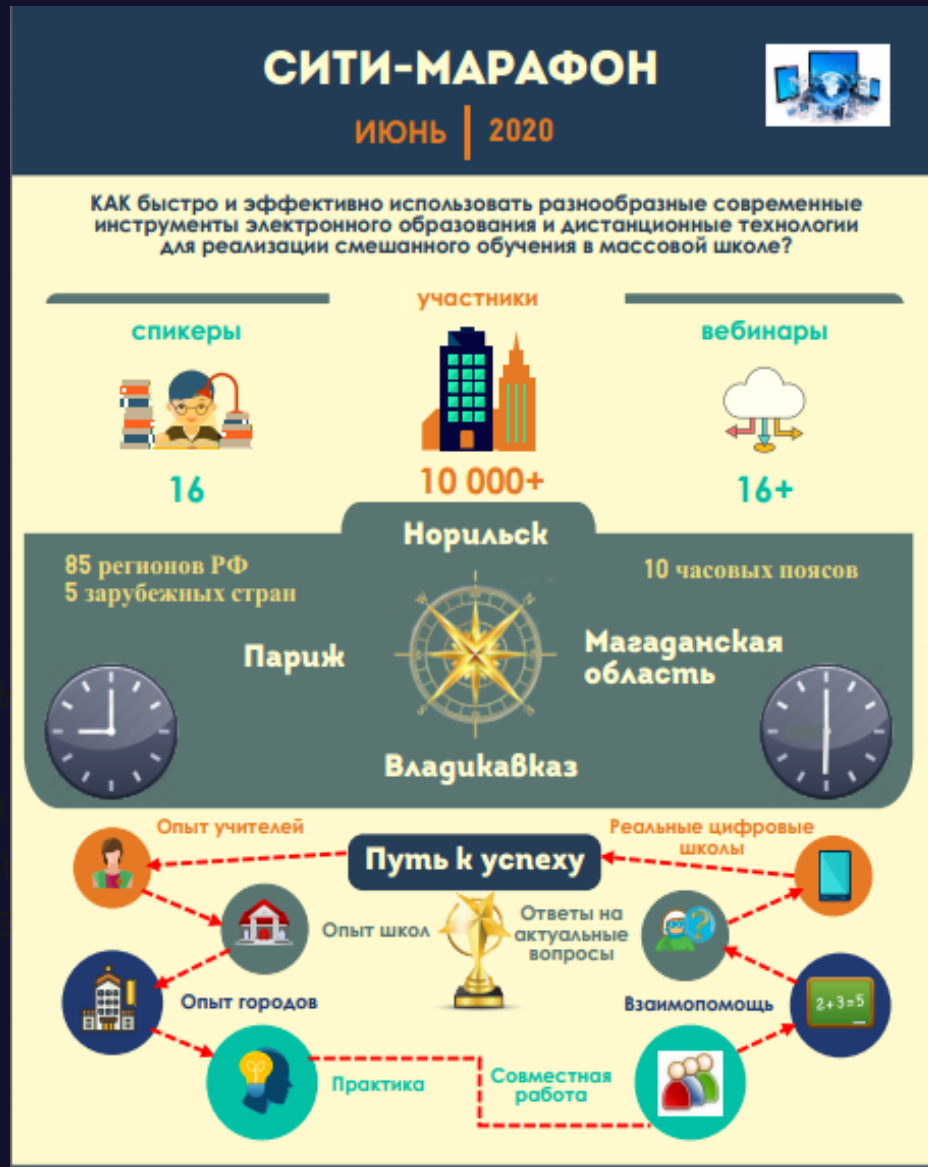 СИТИ-МАРАФОН
ИЮНЬ | 2020
КАК быстро и эффективно использовать разнообразные современные
инструменты электронного образования и дистанционные технологии
для реализации смешанного обучения в массовой школе?
участники
спикеры
вебинары
16
10 000+
16+
Норильск
85 регионов РФ
5 зарубежных стран
10 часовых поясов
Париж
Магаданская
область
Владикавказ
Опыт учителей
Реальные цифровые
школы
Путь к успеху
Опыт школ
Ответы на
актуальные
вопросы
Опыт городов
Взаимопомощь
2+3=5
Практика
Совместная
работа